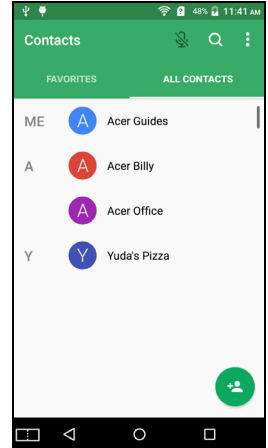 48% 11:41 AM
Contacts
FAVORITES ALL CONTACTS
ME A Acer Guides
A A Acer Billy
A Acer Office
Y Y Yuda's Pizza